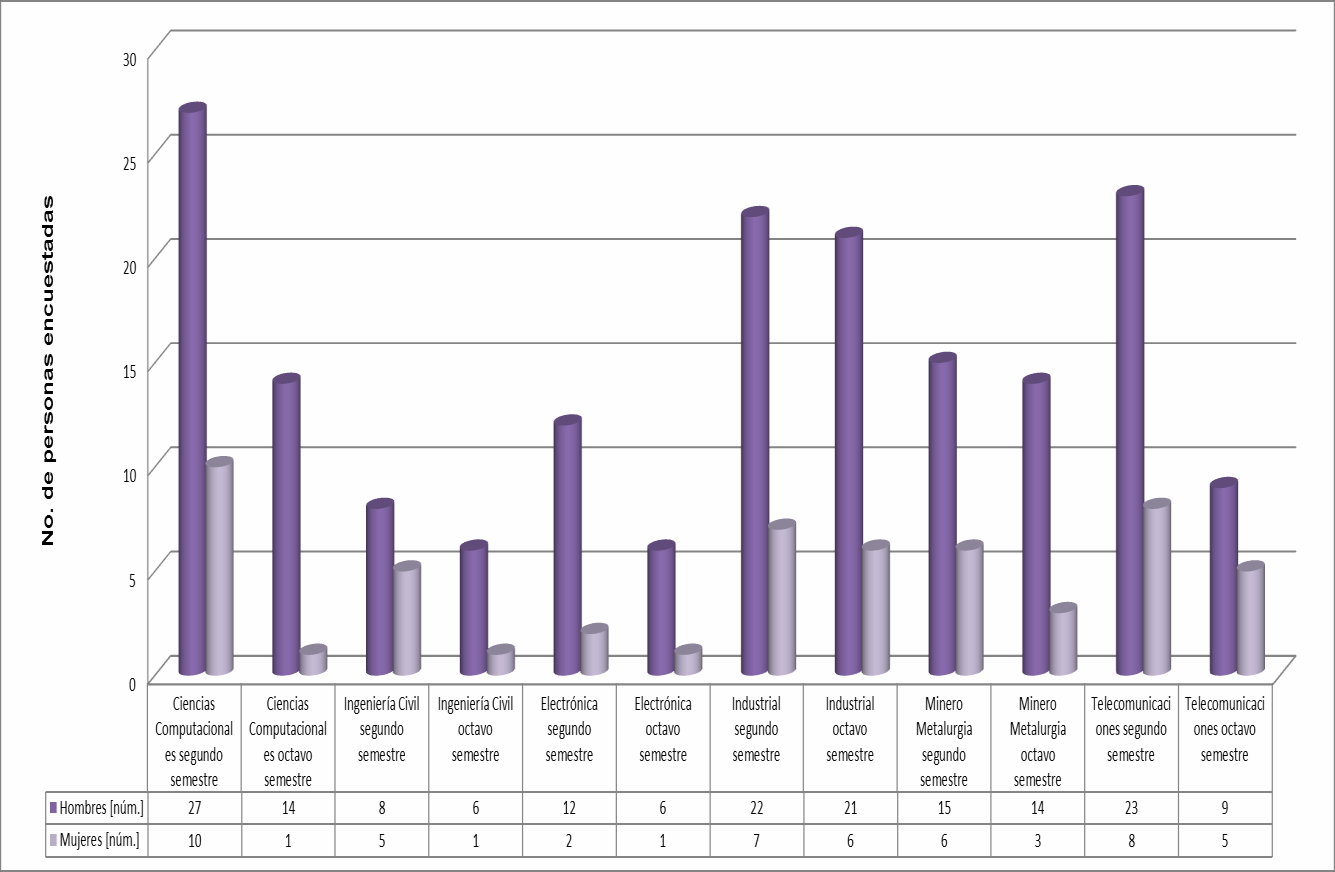 No. de personas encuestadas
30
25
20
15
10
5
0
Ciencias
Computacional
es segundo
semestre
Ciencias
Computacional
es octavo
semestre
Ingeniería Civil
segundo
semestre
Ingeniería Civil
octavo
semestre
Electrónica
segundo
semestre
Electrónica
octavo
semestre
Industrial
segundo
semestre
Industrial
octavo
semestre
Minero
Metalurgia
segundo
semestre
Minero
Metalurgia
octavo
semestre
Telecomunicaci
ones segundo
semestre
Telecomunicaci
ones octavo
semestre
Hombres [núm.] 27 14 8 6 12 6 22 21 15 14 23 9
Mujeres [núm.] 10 1 5 1 2 1 7 6 6 3 8 5